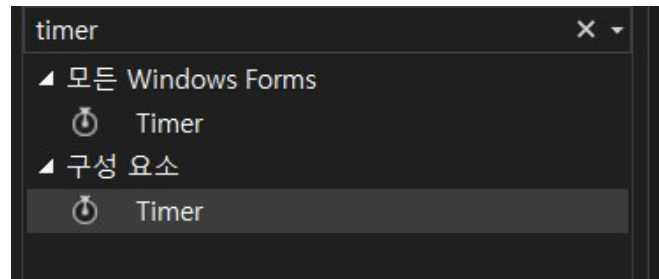 timer
모든 Windows Forms
Timer
구성 요소
Timer